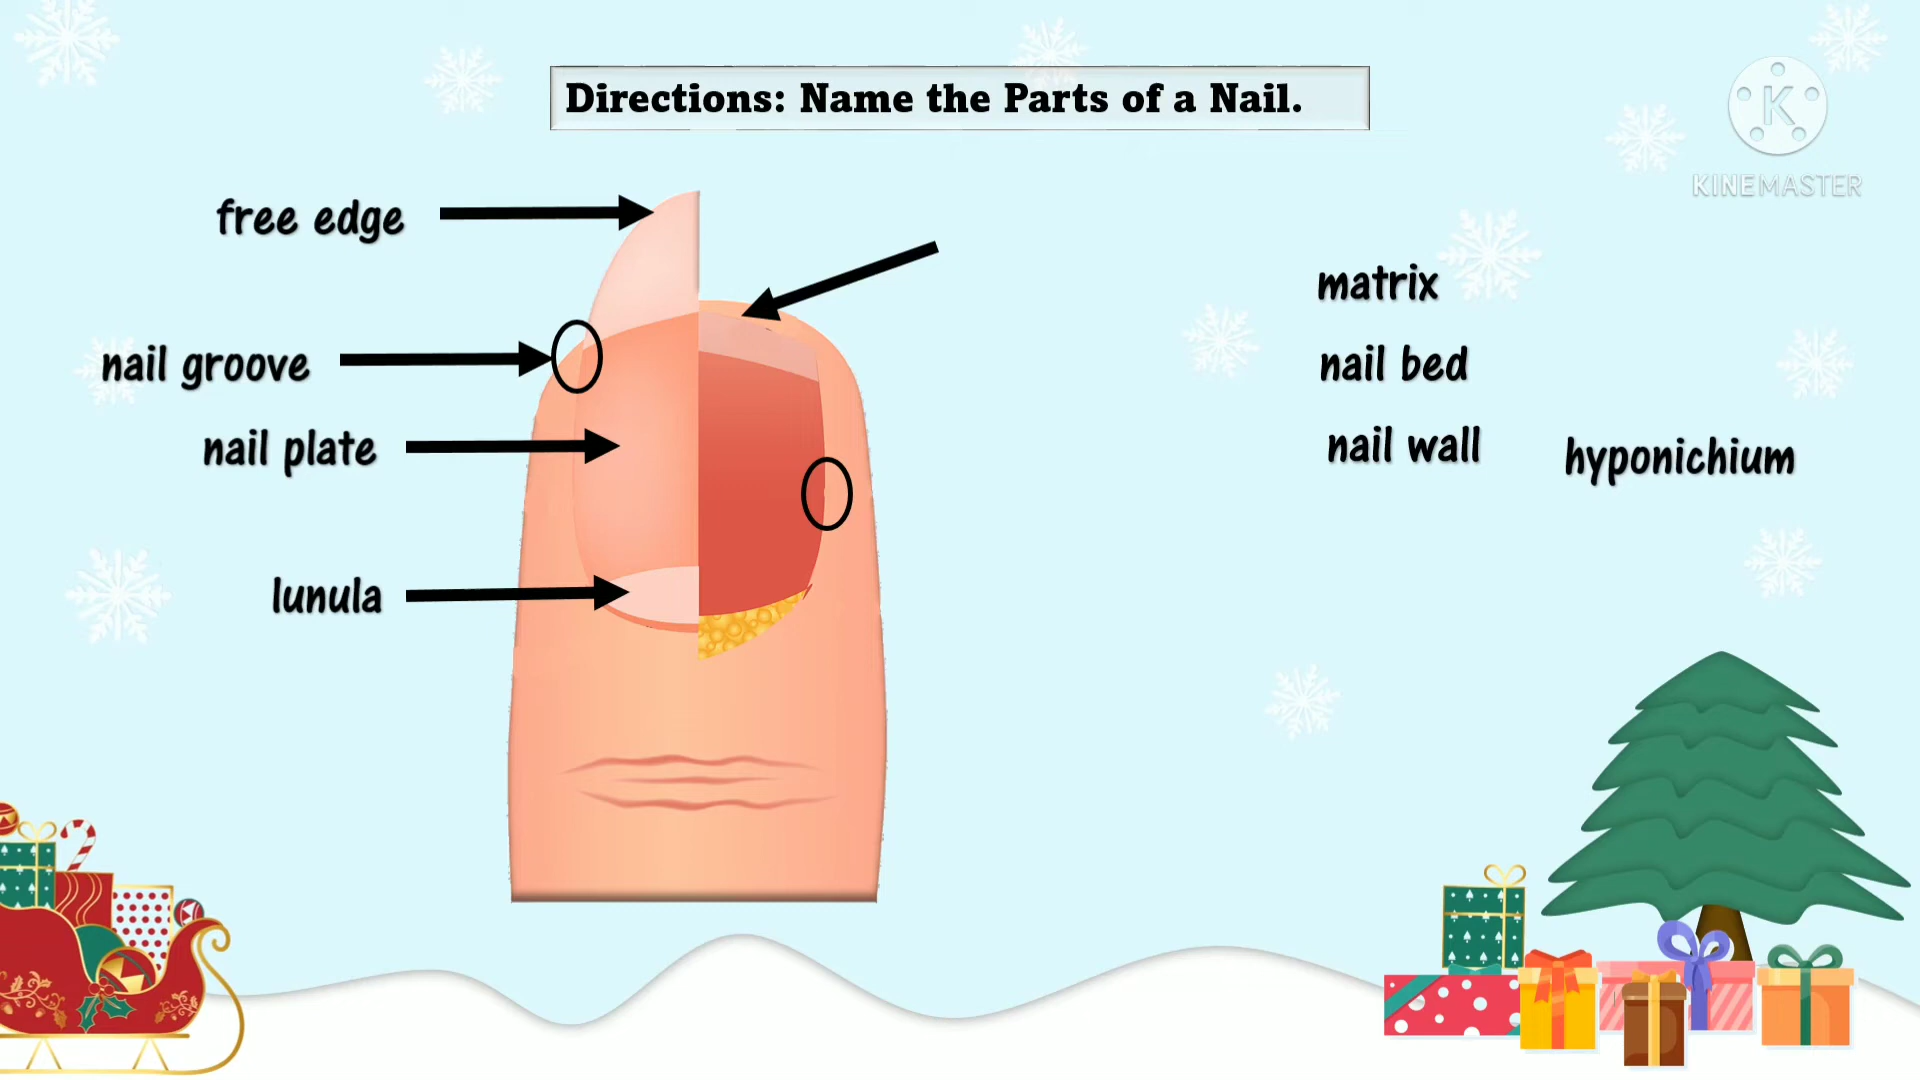 Directions: Name the Parts of a Nail.
K
KINEMASTER
free edge
nail groove
nail plate
lunula
matrix
nail bed
nail wall
hyponichium